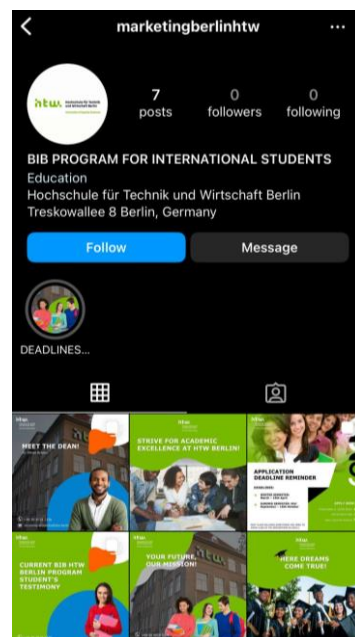 marketingberlinhtw
htw.
7
0
0
posts
followers
following
BIB PROGRAM FOR INTERNATIONAL STUDENTS
Education
Hochschule für Technik und Wirtschaft Berlin
Treskowallee 8 Berlin, Germany
Follow
Message
DEADLINES...
MEET THE DEAN!
STRIVE FOR ACADEMIC
EXCELLENCE AT HTW BERLIN!
APPLICATION
DEADLINE REMINDER
CURRENT BIB HTW
BERLIN PROGRAM
STUDENT'S
TESTIMONY
YOUR FUTURE,
OUR MISSION!
HERE DREAMS
COME TRUE!